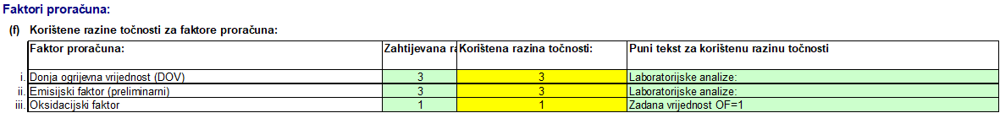 Faktori proračuna:
(f) Korištene razine točnosti za faktore proračuna:
Faktor proračuna: Zahtijevana ra Korištena razina točnosti: Puni tekst za korištenu razinu točnosti
i. Donja ogrijevna vrijednost (DOV) 3 3 Laboratorijske analize:
ii. Emisijski faktor (preliminarni) 3 3 Laboratorijske analize:
iii. Oksidacijski faktor 1 1 Zadana vrijednost OF=1